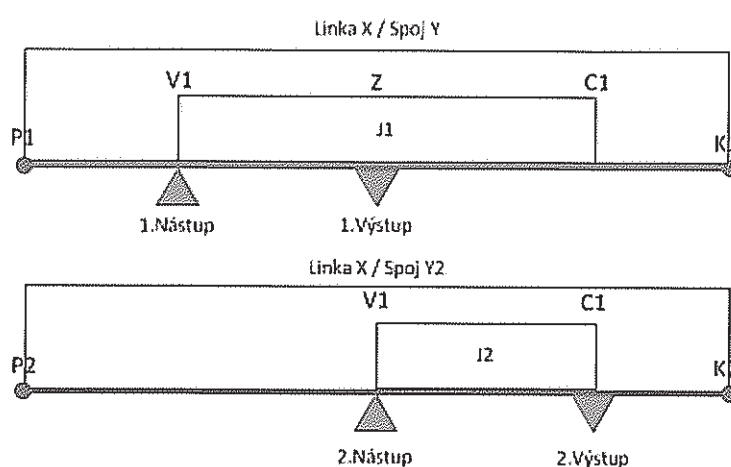 Linka X / Spoj Y
V1 Z C1
P1 J1 K
1.Nástup 1.Výstup
Linka X / Spoj Y2
V1 C1
P2 J2 K
2.Nástup 2.Výstup